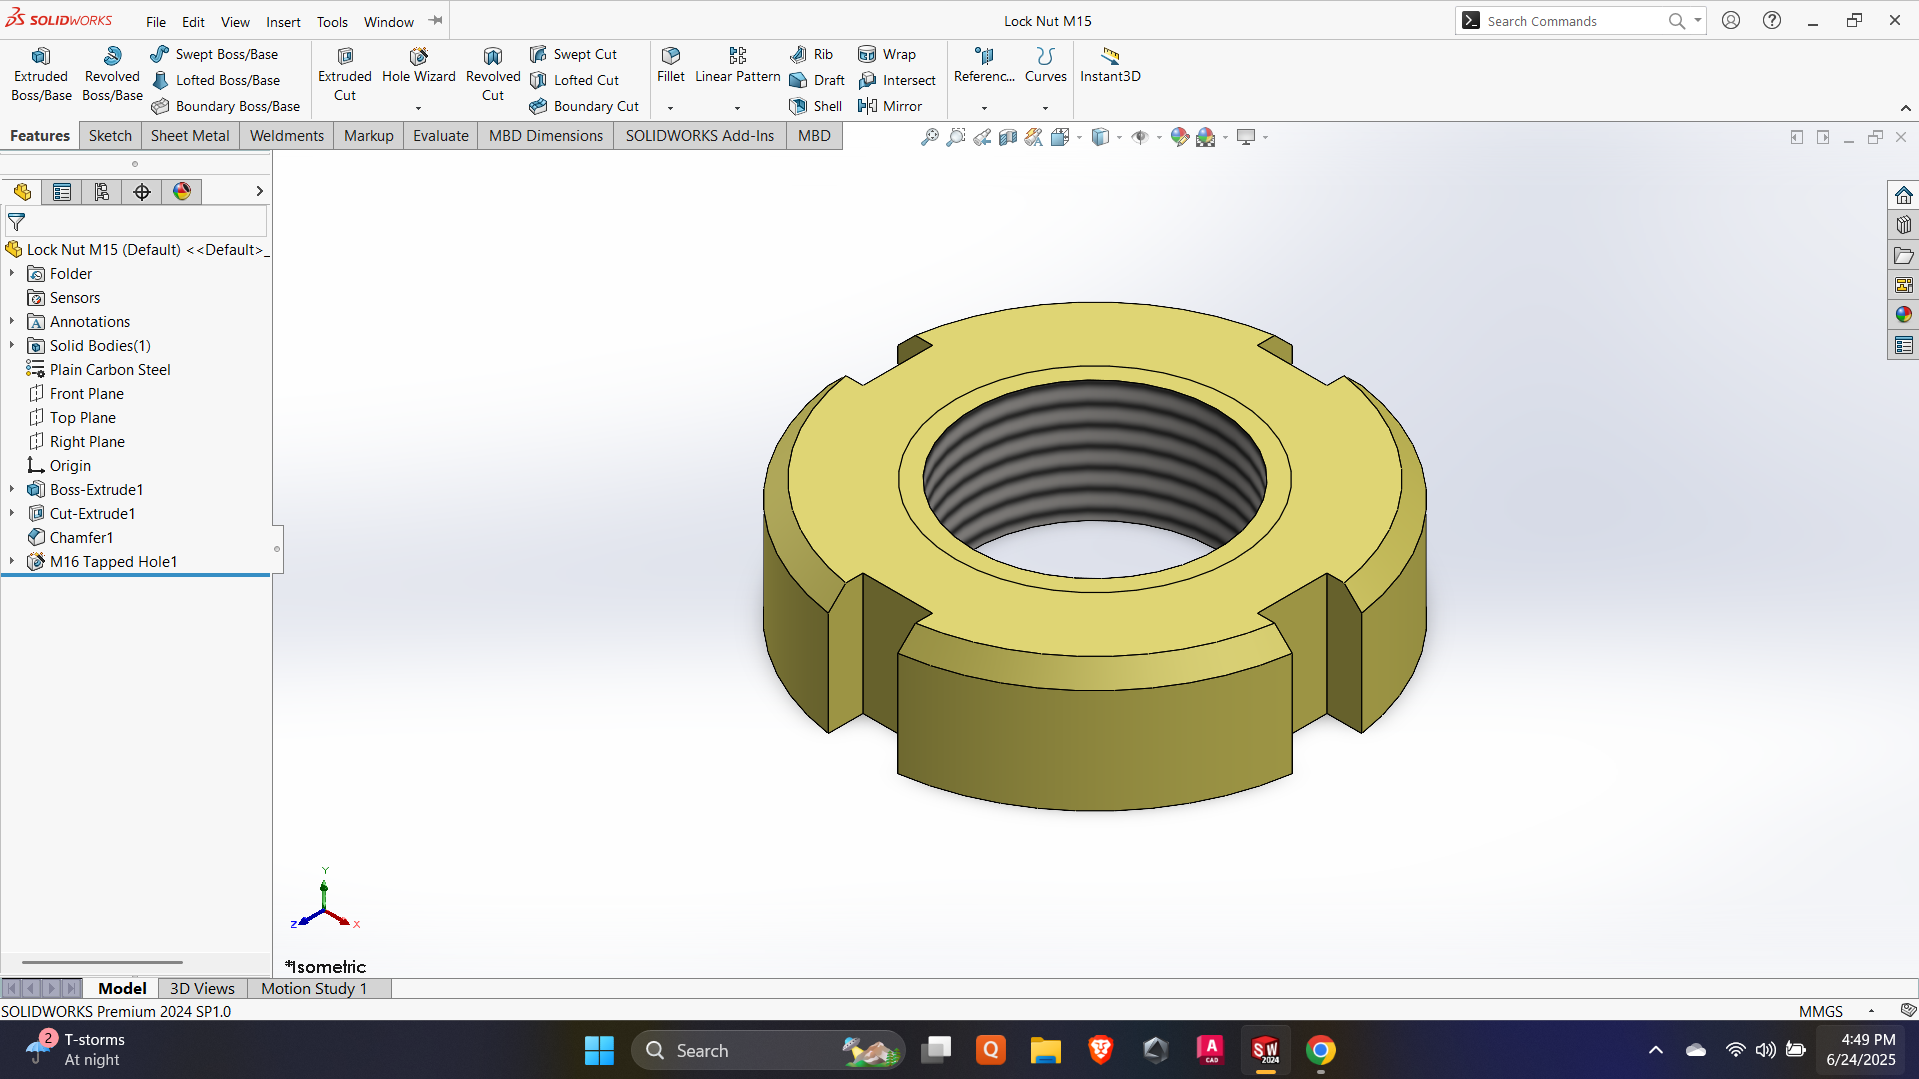 SOLIDWORKS File Edit View Insert Tools Window Lock Nut M15 Search Commands
Extruded Boss/Base
Revolved Boss/Base
Swept Boss/Base
Lofted Boss/Base
Boundary Boss/Base
Extruded Cut
Hole Wizard
Revolved Cut
Swept Cut
Lofted Cut
Boundary Cut
Fillet
Linear Pattern
Rib
Draft
Shell
Wrap
Intersect
Mirror
Referenc...
Curves
Instant3D
Features Sketch Sheet Metal Weldments Markup Evaluate MBD Dimensions SOLIDWORKS Add-Ins MBD
Lock Nut M15 (Default) <<Default>_
Folder
Sensors
Annotations
Solid Bodies(1)
Plain Carbon Steel
Front Plane
Top Plane
Right Plane
Origin
Boss-Extrude1
Cut-Extrude1
Chamfer1
M16 Tapped Hole1
Y
Z X
*Isometric
Model 3D Views Motion Study 1
SOLIDWORKS Premium 2024 SP1.0 MMGS
2 T-storms
At night
Search
Q
A
CAD
SW
2024
4:49 PM
6/24/2025